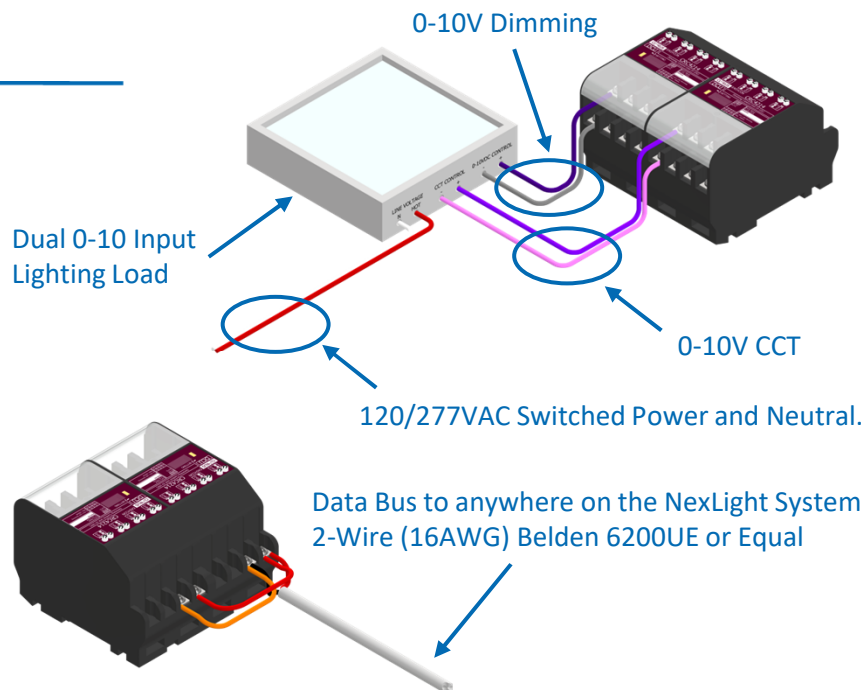 0-10V Dimming
0-10VDC CONTROL
- +
CCT CONTROL
- +
LINE VOLTAGE
N HOT
Dual 0-10 Input
Lighting Load
0-10V CCT
120/277VAC Switched Power and Neutral.
Data Bus to anywhere on the NexLight System
2-Wire (16AWG) Belden 6200UE or Equal